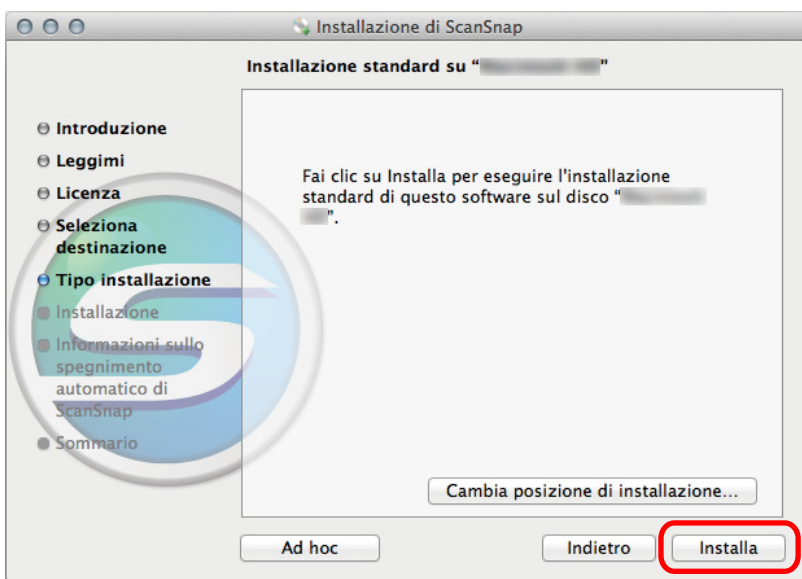 Installazione di ScanSnap
Installazione standard su “ ”
Introduzione
Leggimi
Licenza
Seleziona
destinazione
Tipo installazione
Installazione
Informazioni sullo
spegnimento
automatico di
ScanSnap
Sommario
Fai clic su Installa per eseguire l'installazione
standard di questo software sul disco “
”.
Cambia posizione di installazione...
Ad hoc
Indietro
Installa